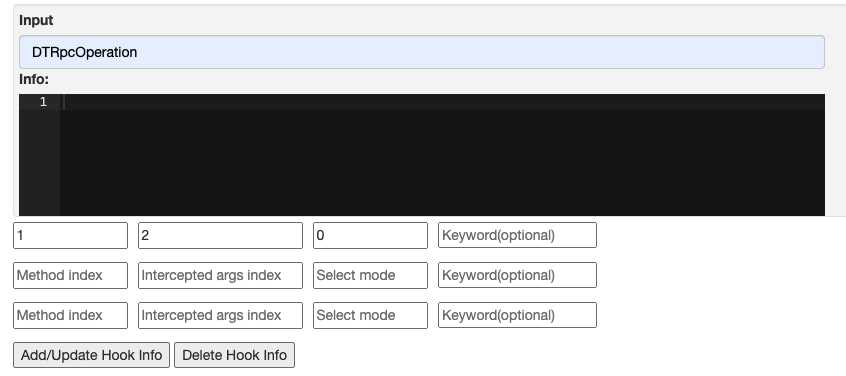 Input
DTRpcOperation
Info:
1
1 2 0 Keyword(optional)
Method index Intercepted args index Select mode Keyword(optional)
Method index Intercepted args index Select mode Keyword(optional)
Add/Update Hook Info Delete Hook Info